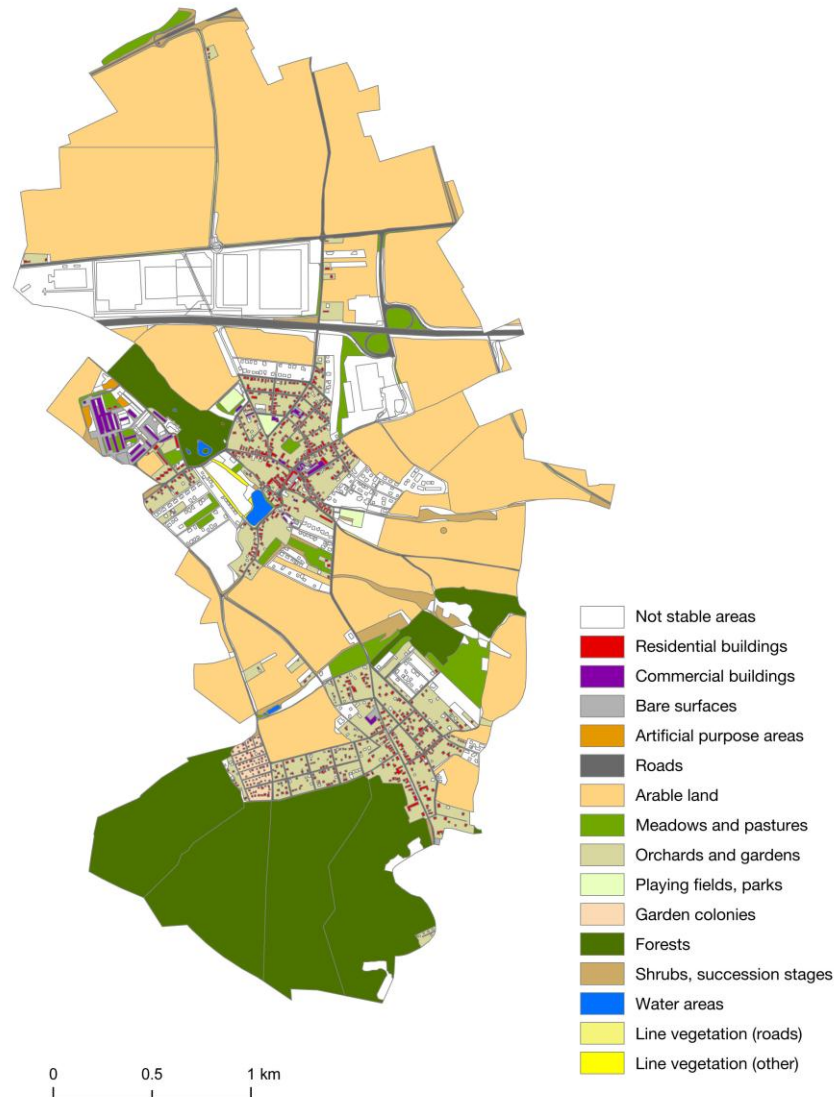 Not stable areas
Residential buildings
Commercial buildings
Bare surfaces
Artificial purpose areas
Roads
Arable land
Meadows and pastures
Orchards and gardens
Playing fields, parks
Garden colonies
Forests
Shrubs, succession stages
Water areas
Line vegetation (roads)
Line vegetation (other)
0 0.5 1 km